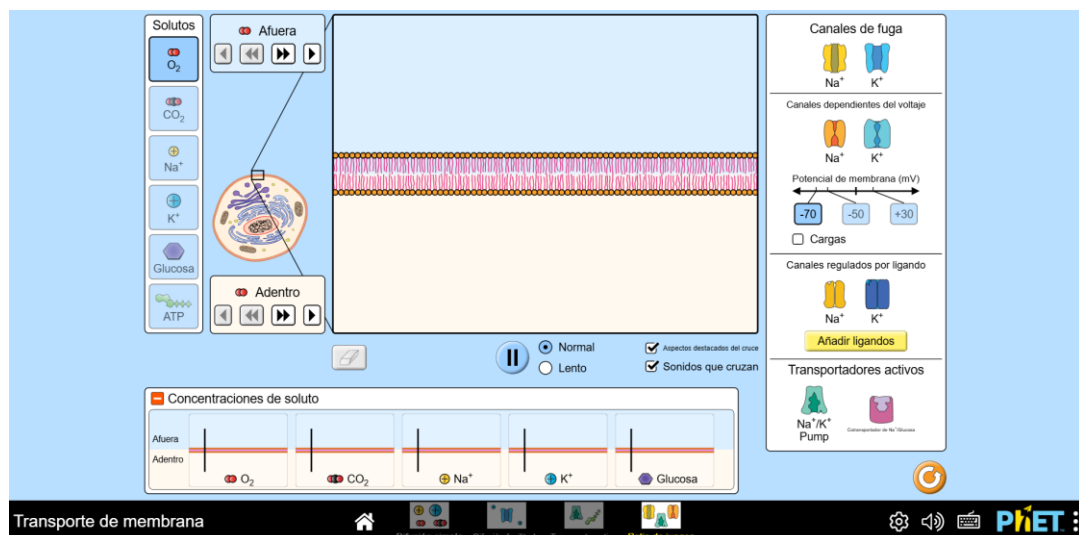 Solutos
O2
CO2
Na+
K+
Glucosa
ATP
Afuera
Adentro
Normal
Lento
Aspectos destacados del cruce
Sonidos que cruzan
Concentraciones de soluto
Afuera
Adentro
O2
CO2
Na+
K+
Glucosa
Canales de fuga
Na+ K+
Canales dependientes del voltaje
Na+ K+
Potencial de membrana (mV)
-70 -50 +30
Cargas
Canales regulados por ligando
Na+ K+
Añadir ligandos
Transportadores activos
Na+/K+
Pump
Cotransportador de Na+/Glucosa
Transporte de membrana
PhET